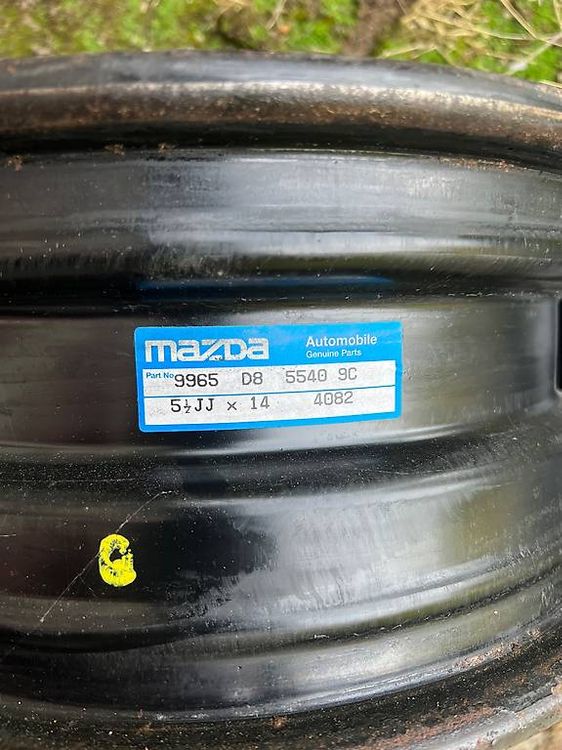 mazda Automobile
Genuine Parts
Part No. 9965 D8 5540 9C
5½JJ × 14 4082
G